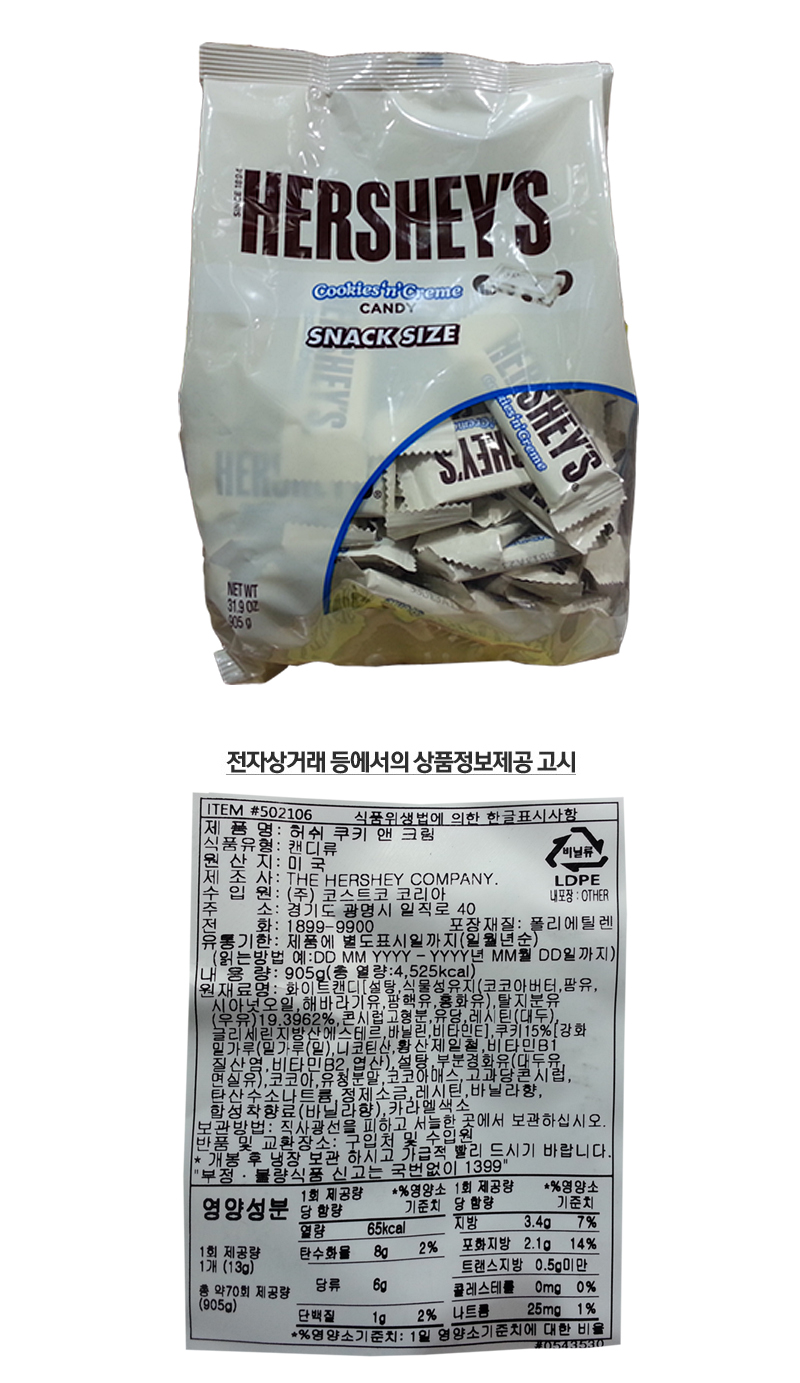 SINCE 1894
HERSHEY'S
Cookies'n'Creme
CANDY
SNACK SIZE
HERSHEY'S
HERSHEY'S
Cookies'n'Creme
NET WT
31.9 OZ
905 g
전자상거래 등에서의 상품정보제공 고시
ITEM #502106 식품위생법에 의한 한글표시사항
제 품 명: 허쉬 쿠키 앤 크림
식품유형: 캔디류
원 산 지: 미 국
제 조 사: THE HERSHEY COMPANY.
수 입 원: (주) 코스트코 코리아
주 소: 경기도 광명시 일직로 40
전 화: 1899-9900 포장재질: 폴리에틸렌
비닐류
LDPE
내포장 : OTHER
유통기한: 제품에 별도표시일까지(일월년순)
(읽는방법 예:DD MM YYYY - YYYY년 MM월 DD일까지)
내 용 량: 905g(총 열량:4,525kcal)
원재료명: 화이트캔디[설탕,식물성유지(코코아버터,팜유,
시아넛오일,해바라기유,팜핵유,홍화유),탈지분유
(우유)19.3962%,콘시럽고형분,유당,레시틴(대두),
글리세린지방산에스테르,바닐린,비타민E],쿠키15%[강화
밀가루(밀가루(밀),니코틴산,황산제일철,비타민B1
질산염,비타민B2,엽산),설탕,부분경화유(대두유,
면실유),코코아,유청분말,코코아매스,고과당콘시럽,
탄산수소나트륨,정제소금,레시틴,바닐라향,
합성착향료(바닐라향),카라멜색소
보관방법: 직사광선을 피하고 서늘한 곳에서 보관하십시오.
반품 및 교환장소: 구입처 및 수입원
* 개봉 후 냉장 보관 하시고 가급적 빨리 드시기 바랍니다.
"부정 · 불량식품 신고는 국번없이 1399"
영양성분
1회 제공량
1개 (13g)
총 약70회 제공량
(905g)
1회 제공량 당 함량 *%영양소 기준치
열량 65kcal
탄수화물 8g 2%
당류 6g
단백질 1g 2%
1회 제공량 당 함량 *%영양소 기준치
지방 3.4g 7%
포화지방 2.1g 14%
트랜스지방 0.5g미만
콜레스테롤 0mg 0%
나트륨 25mg 1%
*%영양소기준치: 1일 영양소기준치에 대한 비율
#0543530